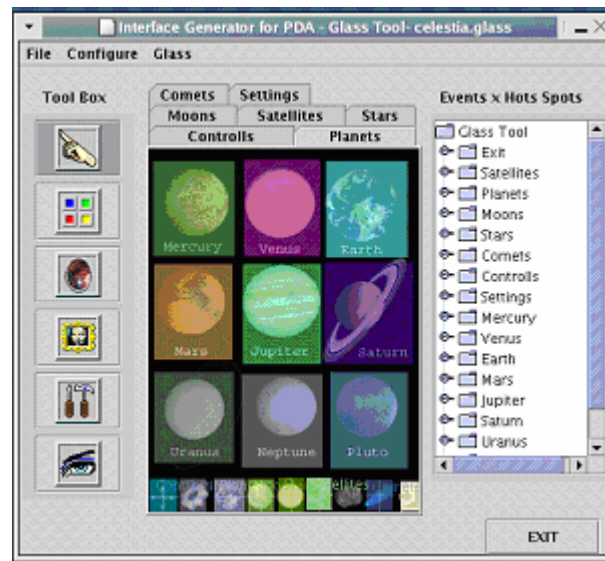 Interface Generator for PDA - Glass Tool- celestia.glass
File Configure Glass
Tool Box
Comets Settings
Moons Satellites Stars
Controlls Planets
Mercury Venus Earth
Mars Jupiter Saturn
Uranus Neptune Pluto
Events x Hots Spots
Glass Tool
Exit
Satellites
Planets
Moons
Stars
Comets
Controlls
Settings
Mercury
Venus
Earth
Mars
Jupiter
Saturn
Uranus
EXIT